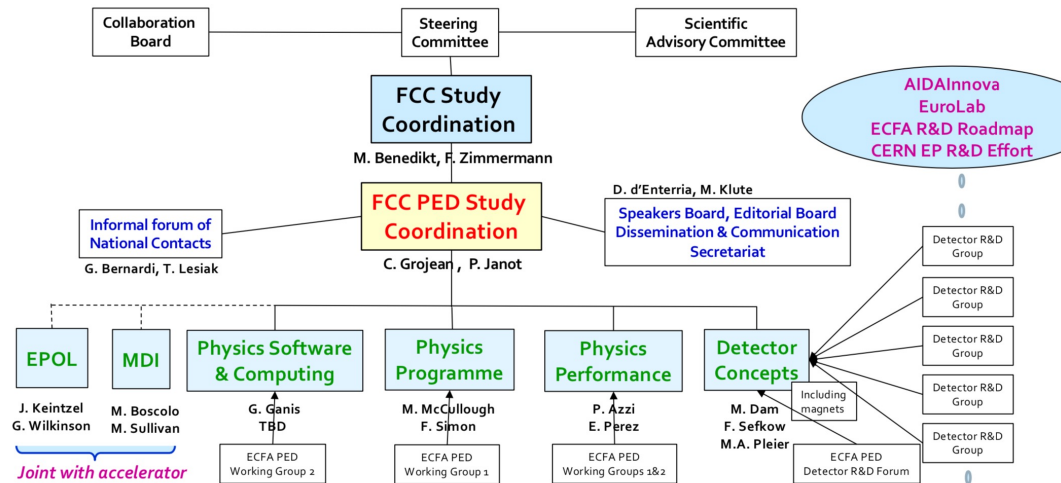 Collaboration
Board
Steering
Committee
Scientific
Advisory Committee
FCC Study
Coordination
M. Benedikt, F. Zimmermann
AIDAInnova
EuroLab
ECFA R&D Roadmap
CERN EP R&D Effort
FCC PED Study
Coordination
C. Grojean , P. Janot
Informal forum of
National Contacts
G. Bernardi, T. Lesiak
D. d'Enterria, M. Klute
Speakers Board, Editorial Board
Dissemination & Communication
Secretariat
Detector R&D
Group
Detector R&D
Group
Detector R&D
Group
Detector R&D
Group
Detector R&D
Group
EPOL
J. Keintzel
G. Wilkinson
MDI
M. Boscolo
M. Sullivan
Joint with accelerator
Physics Software
& Computing
G. Ganis
TBD
ECFA PED
Working Group 2
Physics
Programme
M. McCullough
F. Simon
ECFA PED
Working Group 1
Physics
Performance
P. Azzi
E. Perez
ECFA PED
Working Groups 1&2
Detector
Concepts
Including
magnets
M. Dam
F. Sefkow
M.A. Pleier
ECFA PED
Detector R&D Forum